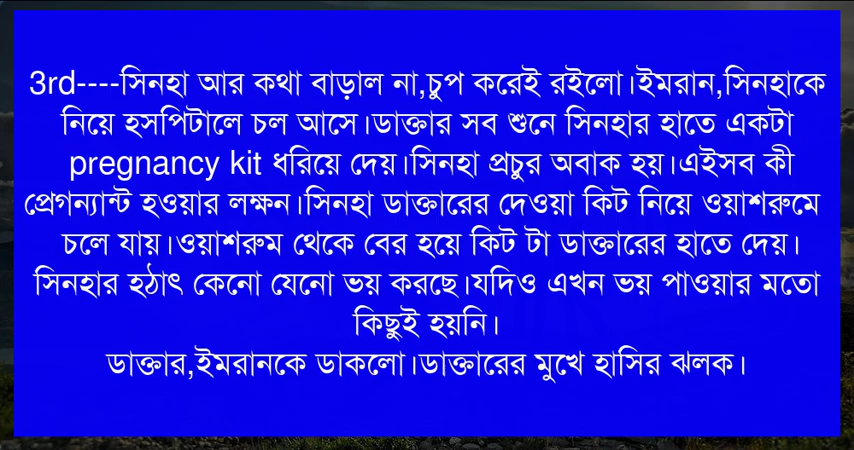 3rd----সিনহা আর কথা বাড়াল না,চুপ করেই রইলো।ইমরান,সিনহাকে
নিয়ে হসপিটালে চল আসে।ডাক্তার সব শুনে সিনহার হাতে একটা
pregnancy kit ধরিয়ে দেয়।সিনহা প্রচুর অবাক হয়।এইসব কী
প্রেগন্যান্ট হওয়ার লক্ষন।সিনহা ডাক্তারের দেওয়া কিট নিয়ে ওয়াশরুমে
চলে যায়।ওয়াশরুম থেকে বের হয়ে কিট টা ডাক্তারের হাতে দেয়।
সিনহার হঠাৎ কেনো যেনো ভয় করছে।যদিও এখন ভয় পাওয়ার মতো
কিছুই হয়নি।
ডাক্তার,ইমরানকে ডাকলো।ডাক্তারের মুখে হাসির ঝলক।